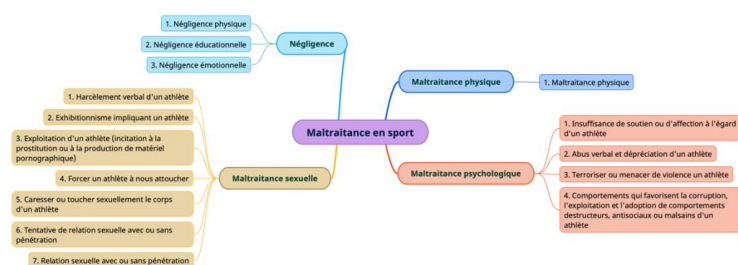 Maltraitance en sport
Négligence
1. Négligence physique
2. Négligence éducationnelle
3. Négligence émotionnelle
Maltraitance sexuelle
1. Harcèlement verbal d'un athlète
2. Exhibitionnisme impliquant un athlète
3. Exploitation d'un athlète (incitation à la
prostitution ou à la production de matériel
pornographique)
4. Forcer un athlète à nous attoucher
5. Caresser ou toucher sexuellement le corps
d'un athlète
6. Tentative de relation sexuelle avec ou sans
pénétration
7. Relation sexuelle avec ou sans pénétration
Maltraitance physique
1. Maltraitance physique
Maltraitance psychologique
1. Insuffisance de soutien ou d'affection à l'égard
d'un athlète
2. Abus verbal et dépréciation d'un athlète
3. Terroriser ou menacer de violence un athlète
4. Comportements qui favorisent la corruption,
l'exploitation et l'adoption de comportements
destructeurs, antisociaux ou malsains d'un
athlète